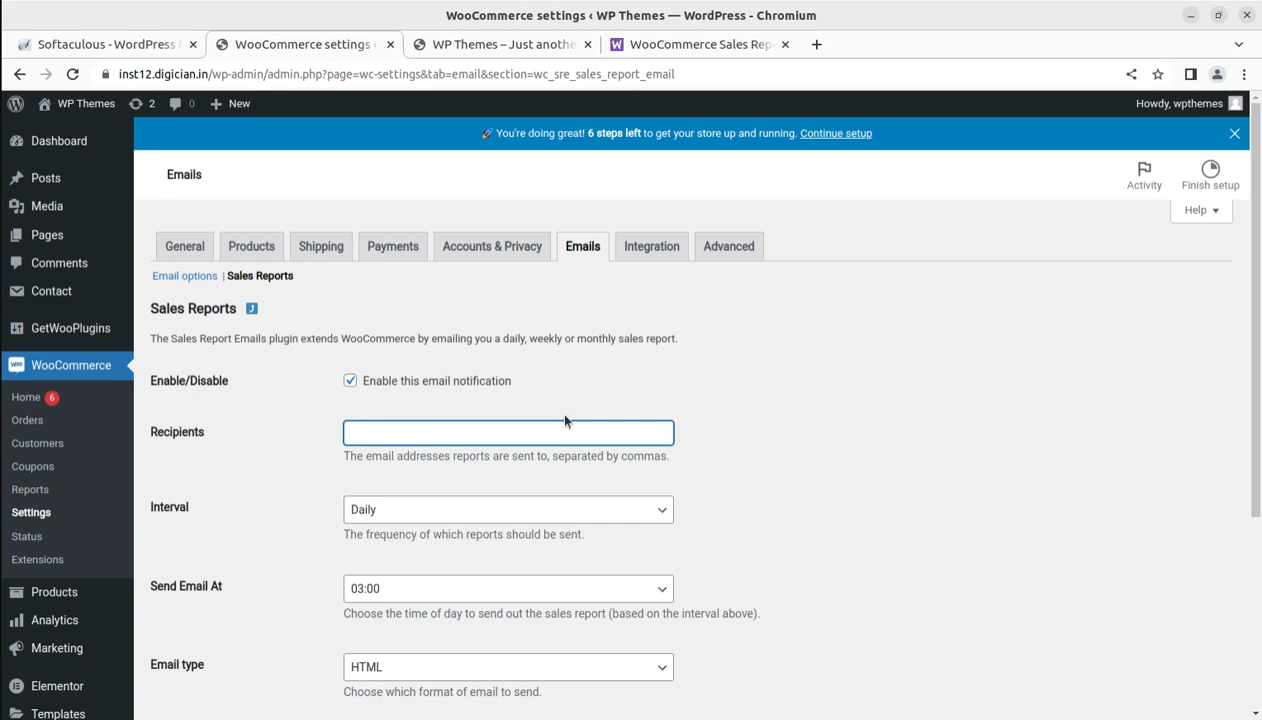 WooCommerce settings ‹ WP Themes — WordPress - Chromium
Softaculous - WordPress
WooCommerce settings ‹
WP Themes – Just anothe
WooCommerce Sales Rep
inst12.digician.in/wp-admin/admin.php?page=wc-settings&tab=email&section=wc_sre_sales_report_email
WP Themes 2 0 New
Howdy, wpthemes
🚀 You're doing great! 6 steps left to get your store up and running. Continue setup
Dashboard
Posts
Media
Pages
Comments
Contact
GetWooPlugins
WooCommerce
Home 6
Orders
Customers
Coupons
Reports
Settings
Status
Extensions
Products
Analytics
Marketing
Elementor
Templates
Emails
Activity
Finish setup
Help
General
Products
Shipping
Payments
Accounts & Privacy
Emails
Integration
Advanced
Email options | Sales Reports
Sales Reports
The Sales Report Emails plugin extends WooCommerce by emailing you a daily, weekly or monthly sales report.
Enable/Disable
Enable this email notification
Recipients
The email addresses reports are sent to, separated by commas.
Interval
Daily
The frequency of which reports should be sent.
Send Email At
03:00
Choose the time of day to send out the sales report (based on the interval above).
Email type
HTML
Choose which format of email to send.